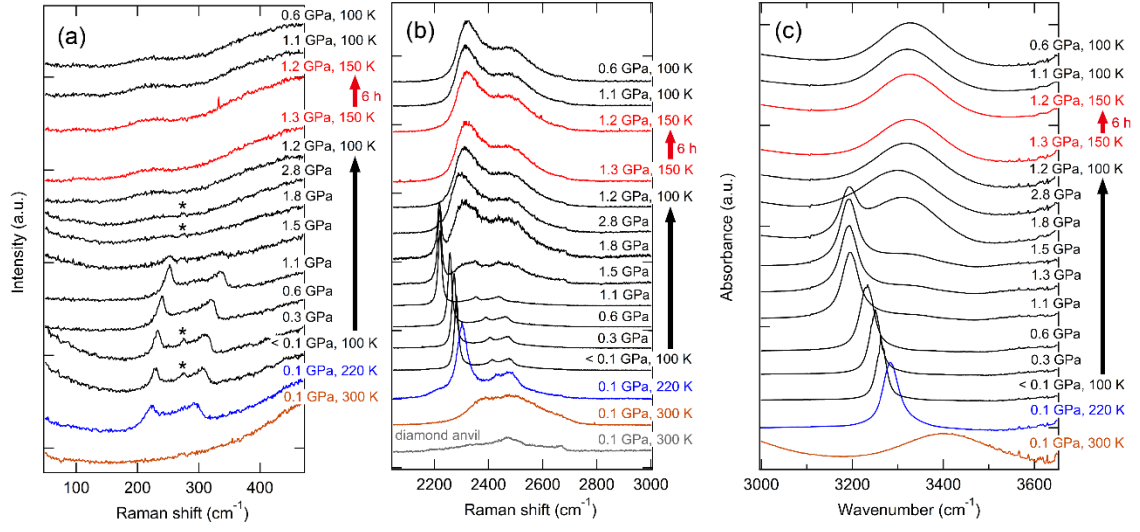 (a)
0.6 GPa, 100 K
1.1 GPa, 100 K
1.2 GPa, 150 K
6 h
1.3 GPa, 150 K
1.2 GPa, 100 K
2.8 GPa
*
1.8 GPa
*
1.5 GPa
1.1 GPa
0.6 GPa
0.3 GPa
*
< 0.1 GPa, 100 K
*
0.1 GPa, 220 K
0.1 GPa, 300 K
Intensity (a.u.)
100 200 300 400
Raman shift (cm⁻¹)
(b)
0.6 GPa, 100 K
1.1 GPa, 100 K
1.2 GPa, 150 K
6 h
1.3 GPa, 150 K
1.2 GPa, 100 K
2.8 GPa
1.8 GPa
1.5 GPa
1.1 GPa
0.6 GPa
0.3 GPa
< 0.1 GPa, 100 K
0.1 GPa, 220 K
0.1 GPa, 300 K
diamond anvil
0.1 GPa, 300 K
2200 2400 2600 2800 3000
Raman shift (cm⁻¹)
(c)
0.6 GPa, 100 K
1.1 GPa, 100 K
1.2 GPa, 150 K
6 h
1.3 GPa, 150 K
1.2 GPa, 100 K
2.8 GPa
1.8 GPa
1.5 GPa
1.3 GPa
1.1 GPa
0.6 GPa
0.3 GPa
< 0.1 GPa, 100 K
0.1 GPa, 220 K
0.1 GPa, 300 K
Absorbance (a.u.)
3000 3200 3400 3600
Wavenumber (cm⁻¹)